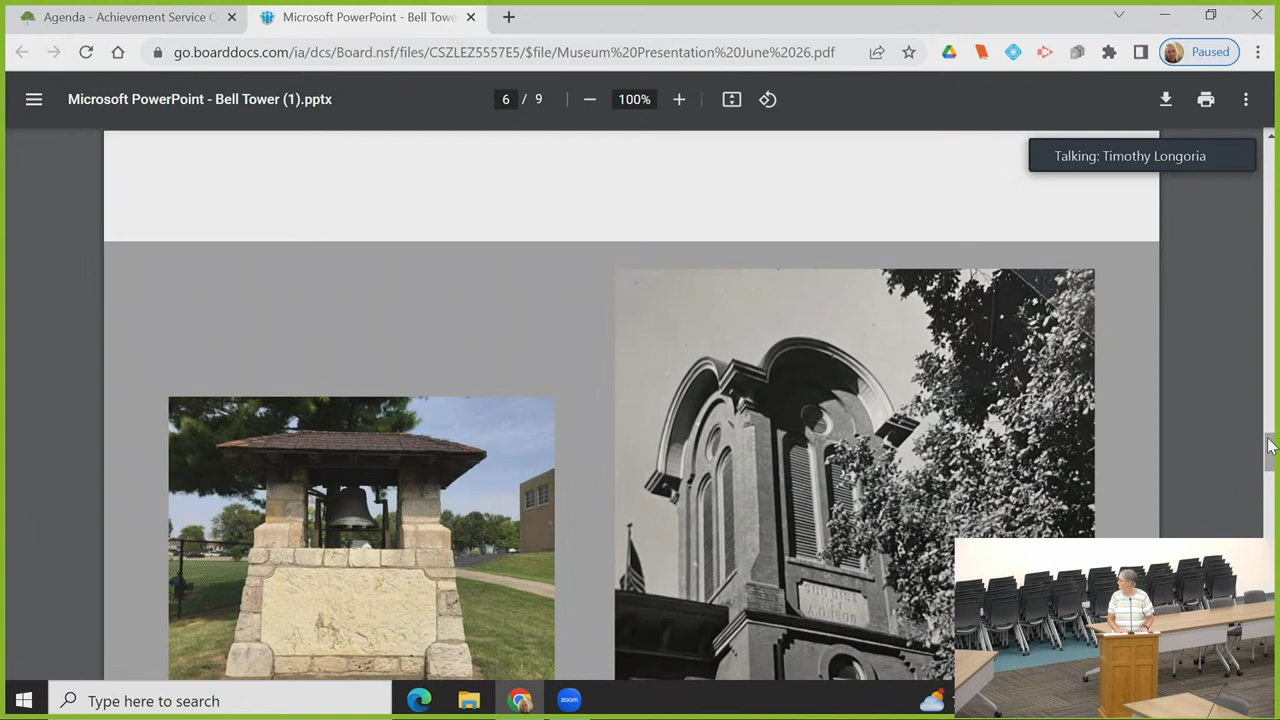 Agenda - Achievement Service C
Microsoft PowerPoint - Bell Towe
go.boarddocs.com/ia/dcs/Board.nsf/files/CSZLEZ5557E5/$file/Museum%20Presentation%20June%2026.pdf
Paused
Microsoft PowerPoint - Bell Tower (1).pptx
6 / 9
100%
Talking: Timothy Longoria
Type here to search
zoom